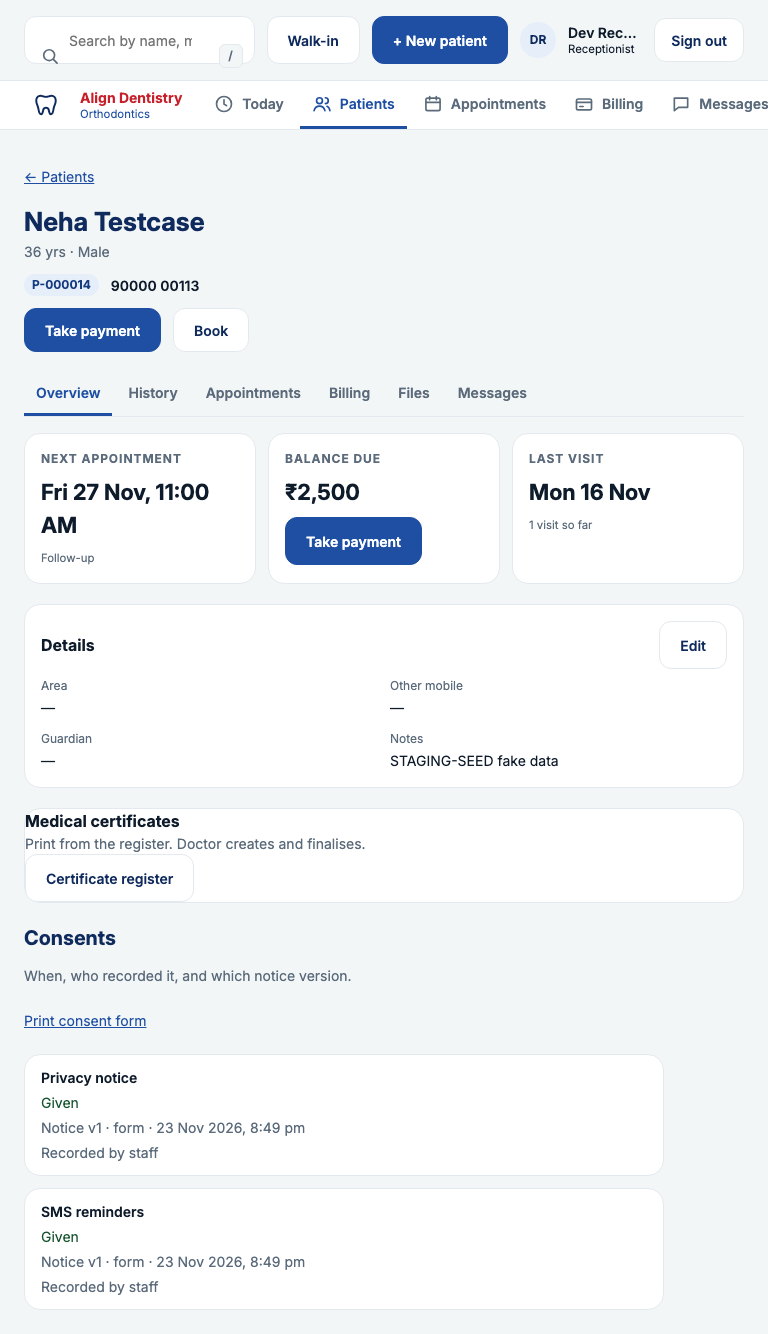 Search by name, m
/
Walk-in
+ New patient
DR
Dev Rec...
Receptionist
Sign out
Align Dentistry
Orthodontics
Today
Patients
Appointments
Billing
Messages
← Patients
Neha Testcase
36 yrs · Male
P-000014
90000 00113
Take payment
Book
Overview
History
Appointments
Billing
Files
Messages
NEXT APPOINTMENT
Fri 27 Nov, 11:00
AM
Follow-up
BALANCE DUE
₹2,500
Take payment
LAST VISIT
Mon 16 Nov
1 visit so far
Details
Edit
Area
—
Other mobile
—
Guardian
—
Notes
STAGING-SEED fake data
Medical certificates
Print from the register. Doctor creates and finalises.
Certificate register
Consents
When, who recorded it, and which notice version.
Print consent form
Privacy notice
Given
Notice v1 · form · 23 Nov 2026, 8:49 pm
Recorded by staff
SMS reminders
Given
Notice v1 · form · 23 Nov 2026, 8:49 pm
Recorded by staff